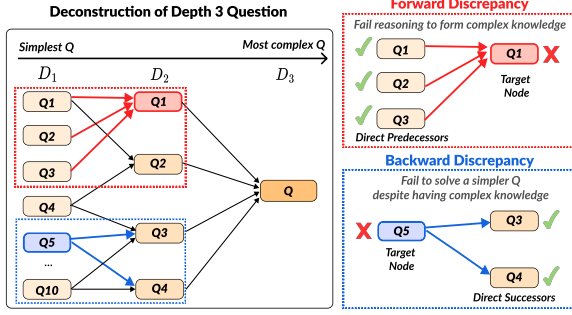 Deconstruction of Depth 3 Question
Simplest Q
Most complex Q
D1
D2
D3
Q1
Q2
Q3
Q4
Q5
...
Q10
Q1
Q2
Q3
Q4
Q
Forward Discrepancy
Fail reasoning to form complex knowledge
Q1
Q2
Q3
Direct Predecessors
Q1
X
Target
Node
Backward Discrepancy
Fail to solve a simpler Q
despite having complex knowledge
X
Q5
Target
Node
Q3
Q4
Direct Successors